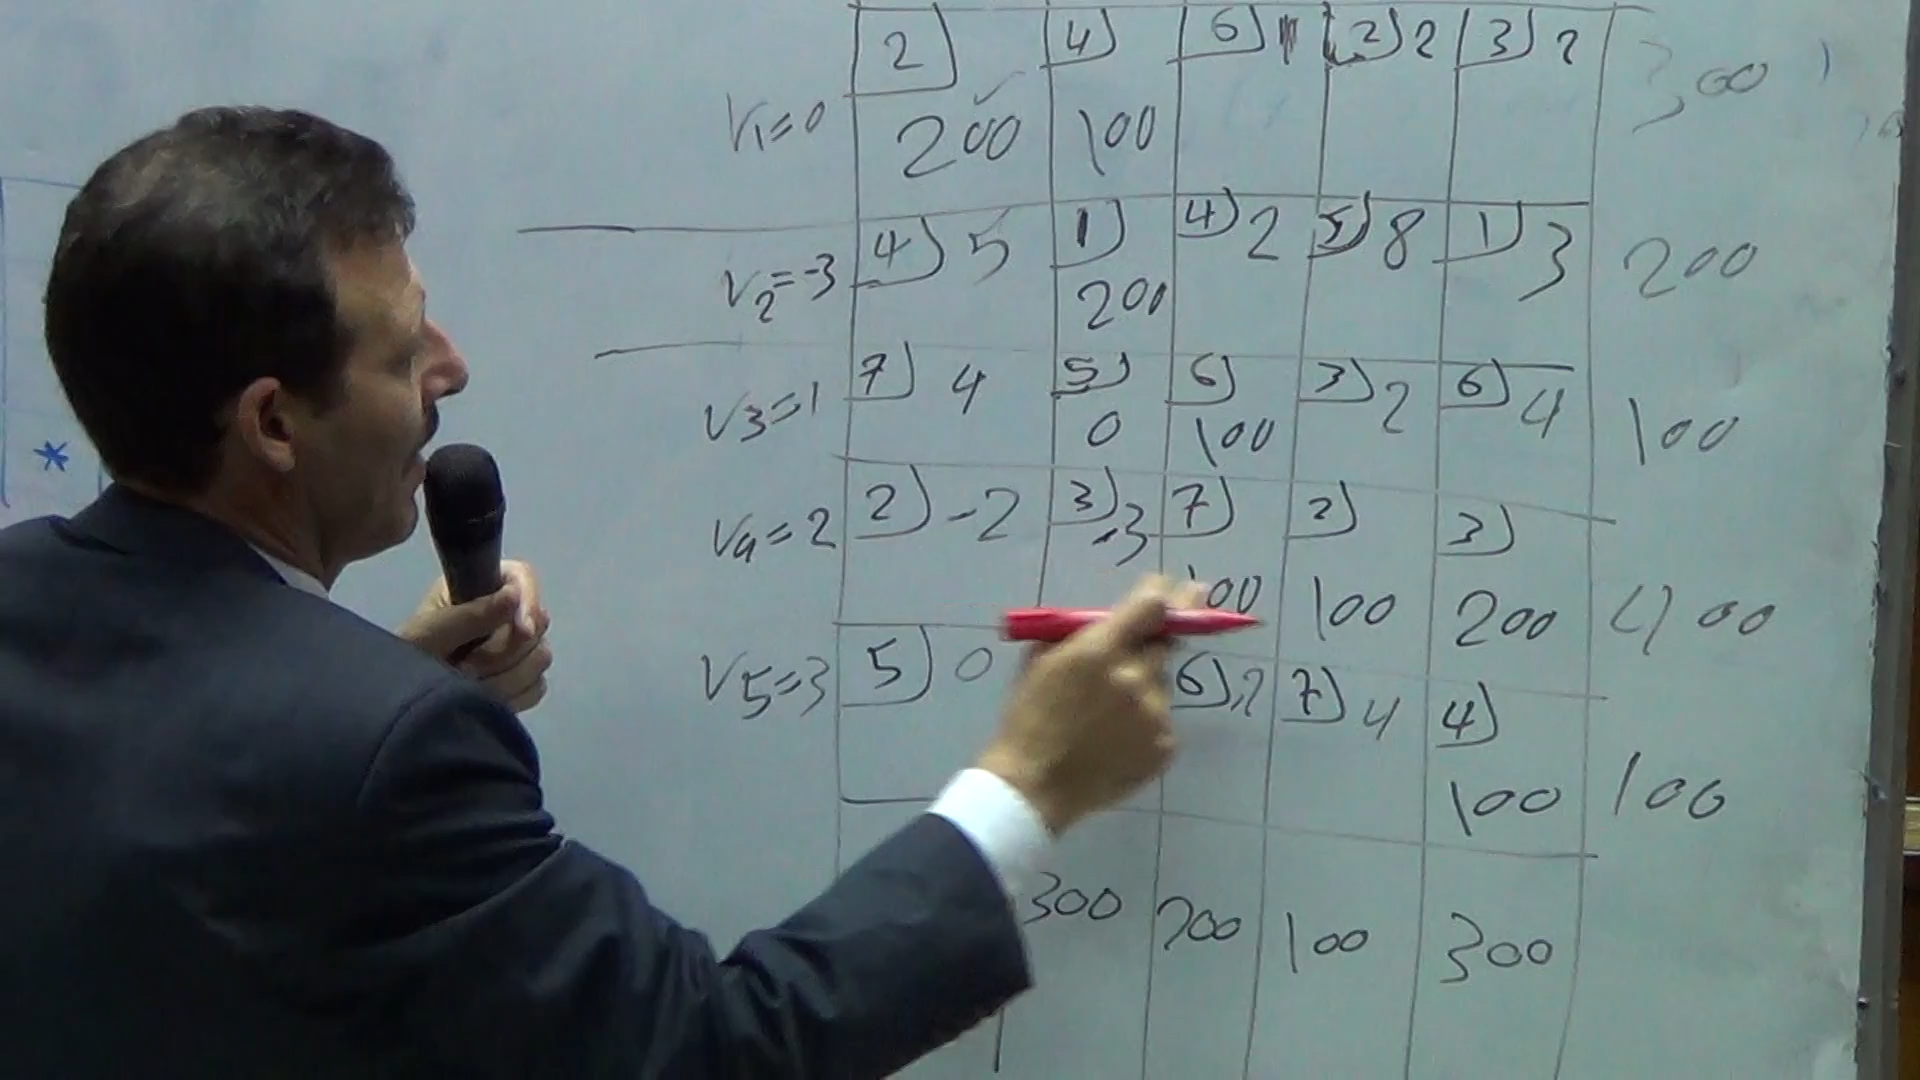 2 4 6 2 2 3 2
V1=0 200 100 300
4 5 1 4 2 5 8 1 3
V2=-3 200 200
7 4 5 6 3 2 6 4
V3=1 0 100 100
2 -2 3 -3 7 2 3
V4=2 100 100 200 400
5 0 6 7 4 4
V5=3 100 100
300 200 100 300